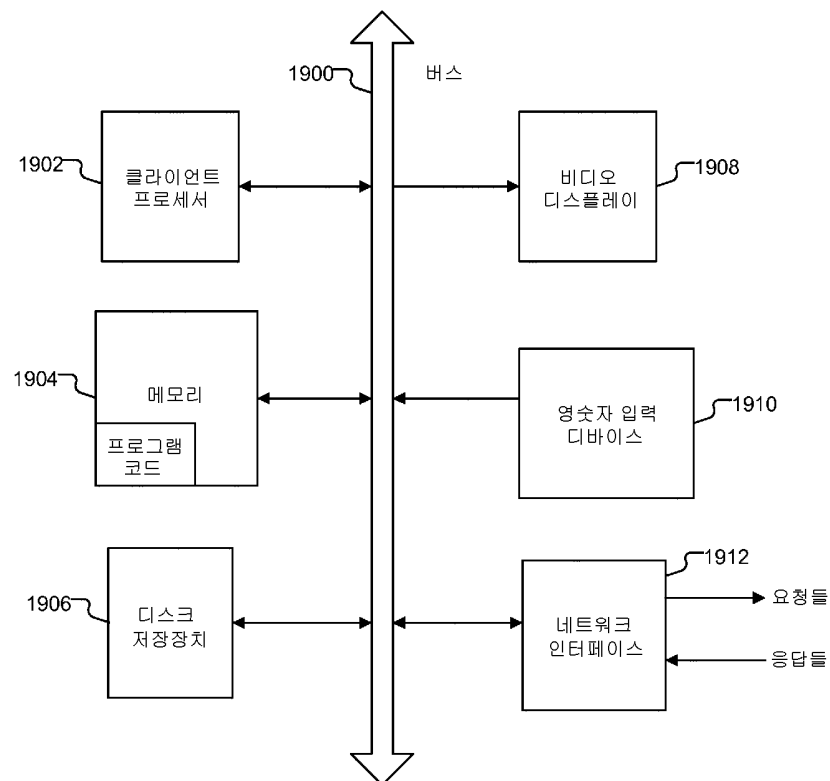 1900
버스
1902
클라이언트
프로세서
비디오
디스플레이
1908
1904
메모리
프로그램
코드
영숫자 입력
디바이스
1910
1906
디스크
저장장치
1912
네트워크
인터페이스
요청들
응답들